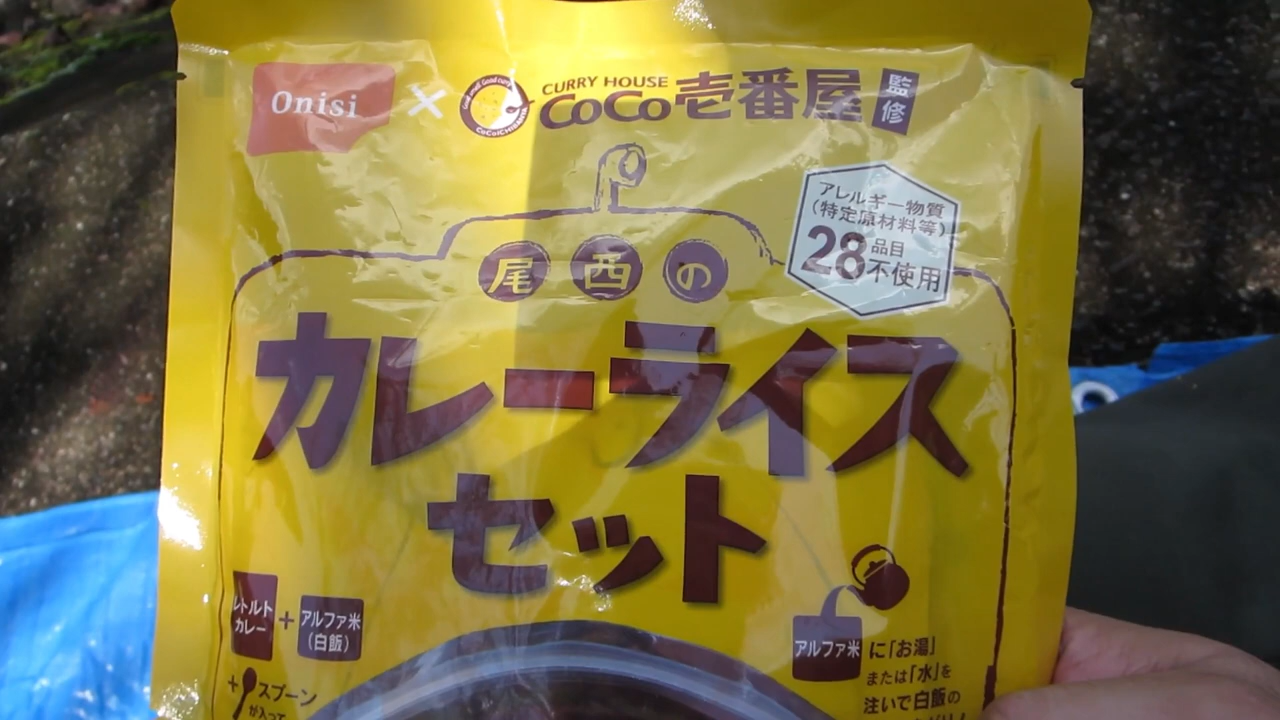 Onisi × CURRY HOUSE CoCo壱番屋 監修
アレルギー物質
(特定原材料等)
28品目
不使用
尾西の
カレーライス
セット
レトルト
カレー
+
アルファ米
(白飯)
+スプーン
が入って
アルファ米に「お湯」
または「水」を
注いで白飯の